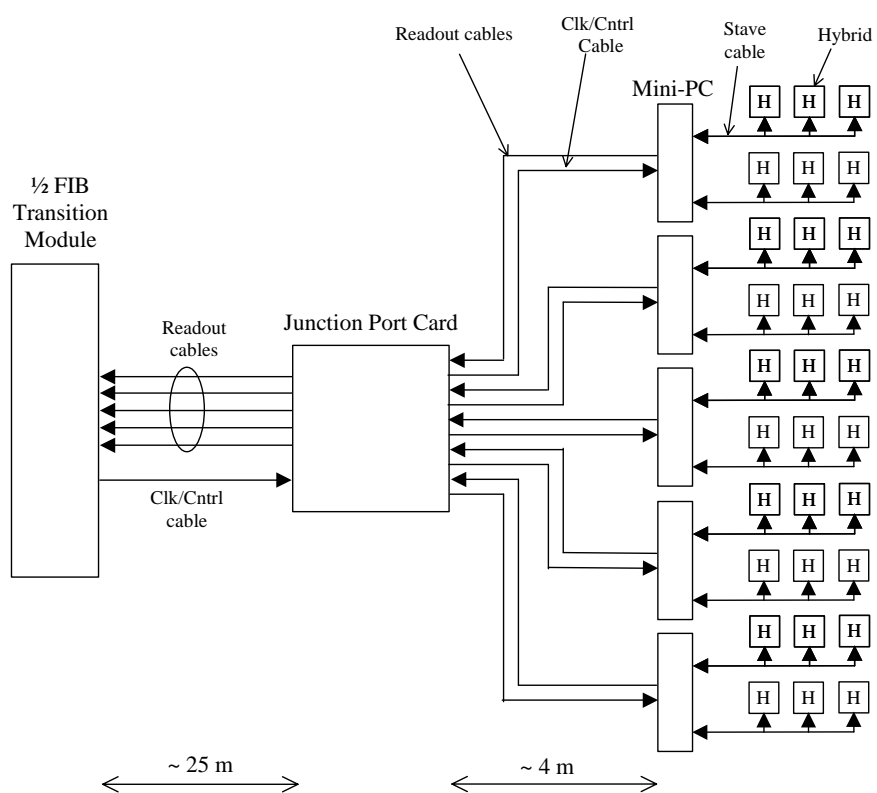 Readout cables
Clk/Cntrl
Cable
Stave
cable
Hybrid
Mini-PC
H H H
H H H
½ FIB
Transition
Module
H H H
H H H
Junction Port Card
Readout
cables
H H H
H H H
Clk/Cntrl
cable
H H H
H H H
H H H
H H H
~ 25 m
~ 4 m